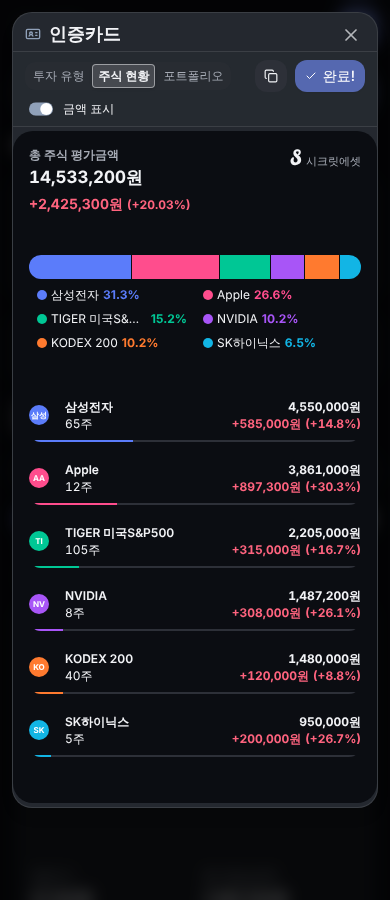 인증카드
투자 유형 주식 현황 포트폴리오 완료!
금액 표시
총 주식 평가금액
시크릿에셋
14,533,200원
+2,425,300원 (+20.03%)
삼성전자 31.3% Apple 26.6%
TIGER 미국S&... 15.2% NVIDIA 10.2%
KODEX 200 10.2% SK하이닉스 6.5%
삼성 삼성전자 4,550,000원
65주 +585,000원 (+14.8%)
AA Apple 3,861,000원
12주 +897,300원 (+30.3%)
TI TIGER 미국S&P500 2,205,000원
105주 +315,000원 (+16.7%)
NV NVIDIA 1,487,200원
8주 +308,000원 (+26.1%)
KO KODEX 200 1,480,000원
40주 +120,000원 (+8.8%)
SK SK하이닉스 950,000원
5주 +200,000원 (+26.7%)